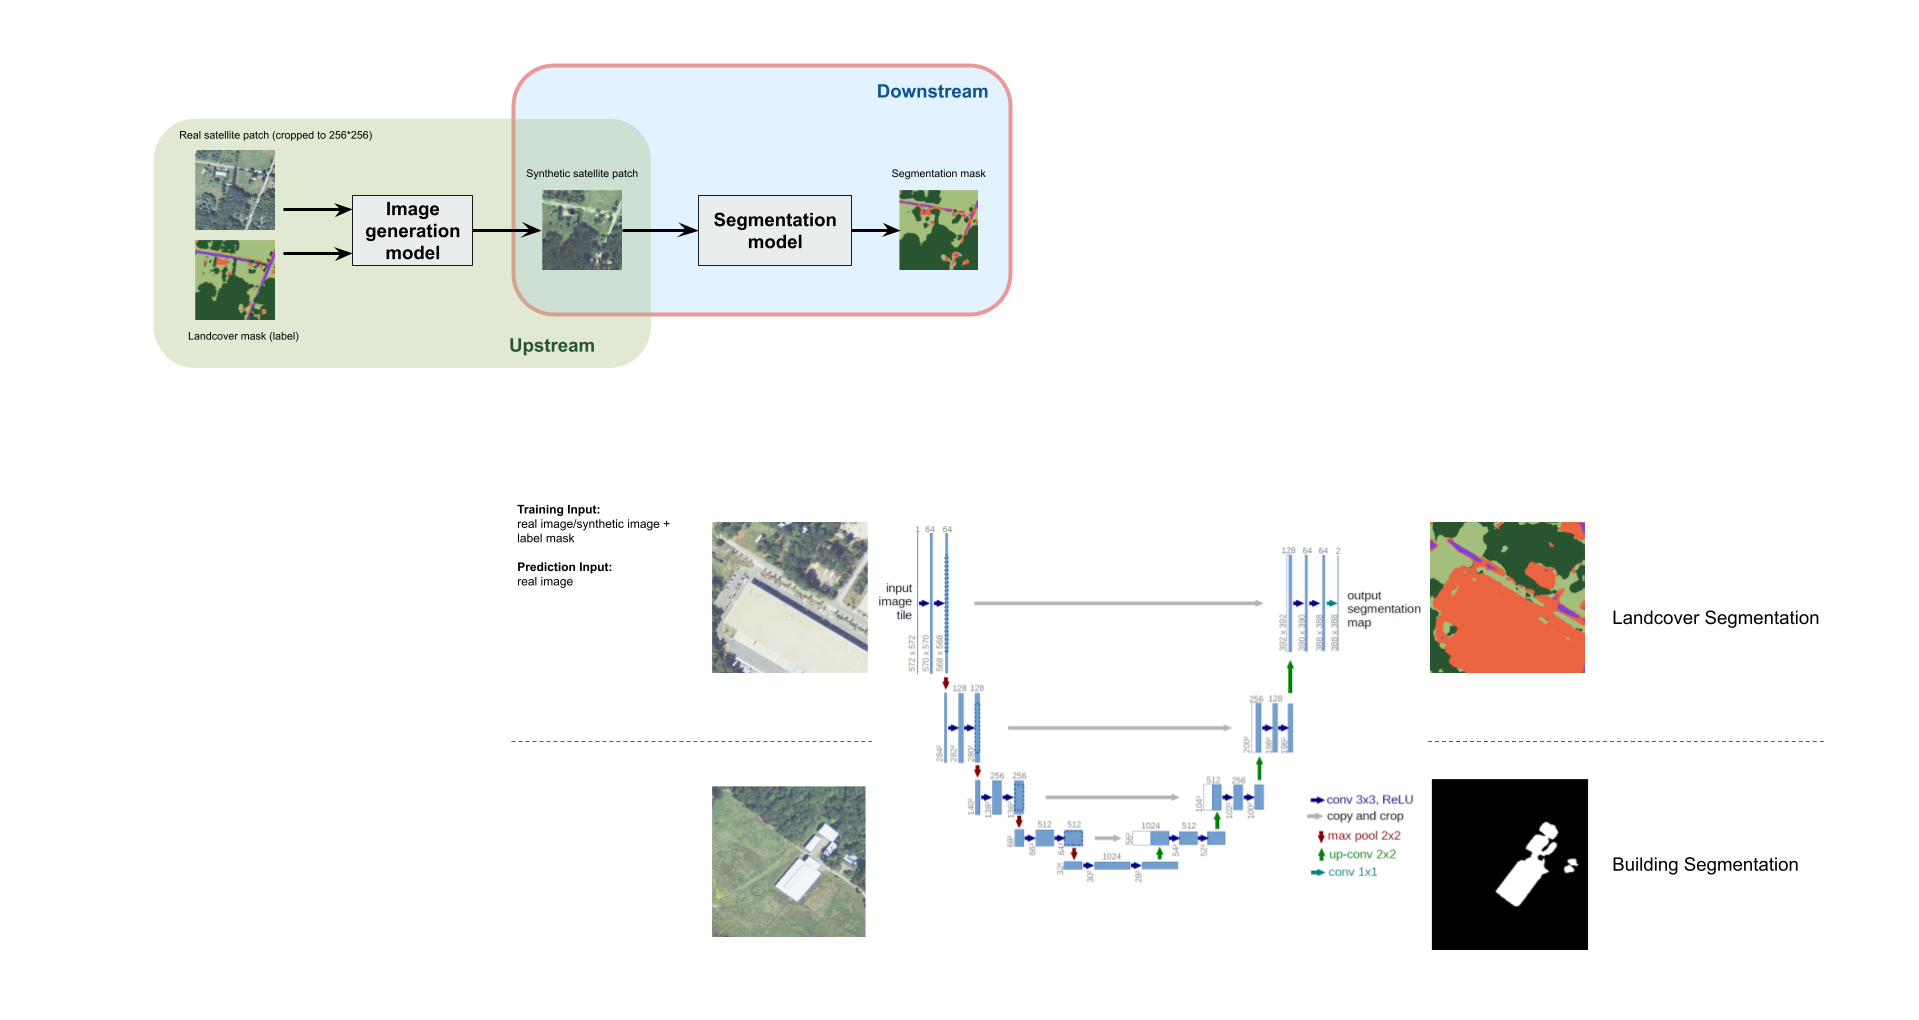 Downstream
Real satellite patch (cropped to 256*256)
Synthetic satellite patch
Segmentation mask
Image
generation
model
Segmentation
model
Landcover mask (label)
Upstream
Training Input:
real image/synthetic image +
label mask
Prediction Input:
real image
1 64 64
128 64 64 2
input
image
tile
output
segmentation
map
572 x 572
570 x 570
568 x 568
392 x 392
390 x 390
388 x 388
388 x 388
Landcover Segmentation
128 128
256 128
284²
282²
280²
200²
198²
196²
256 256
512 256
140²
138²
136²
104²
102²
100²
512 512
1024 512
68²
66²
64²
56²
54²
52²
1024
32²
30²
28²
conv 3x3, ReLU
copy and crop
max pool 2x2
up-conv 2x2
conv 1x1
Building Segmentation